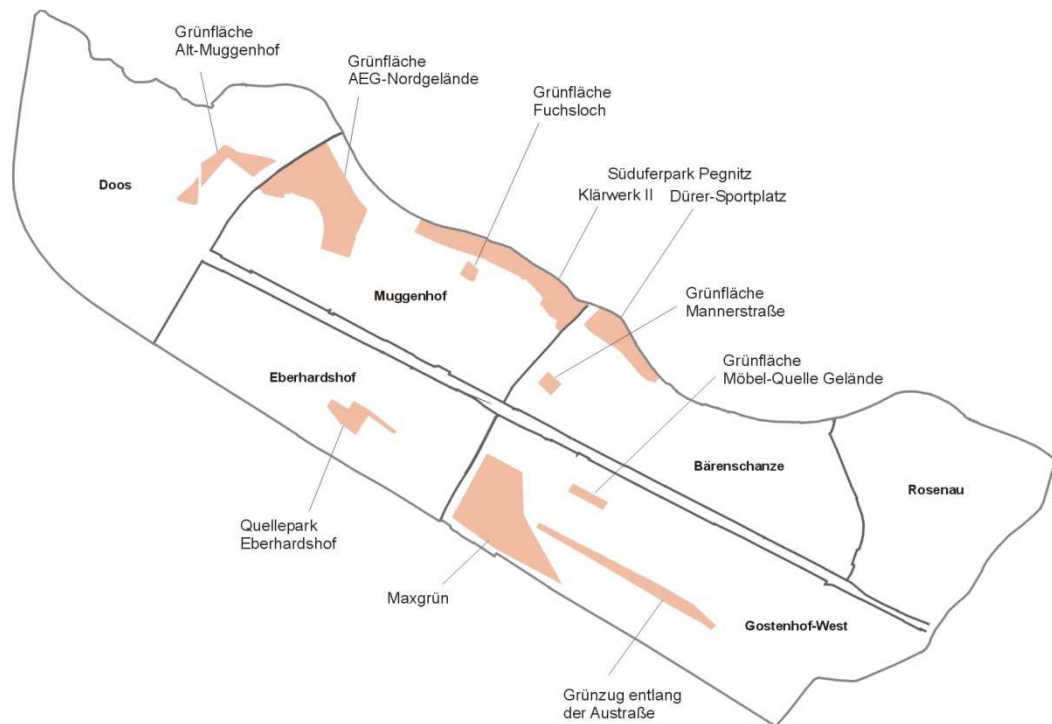 Grünfläche
Alt-Muggenhof
Grünfläche
AEG-Nordgelände
Grünfläche
Fuchsloch
Süduferpark Pegnitz
Klärwerk II
Dürer-Sportplatz
Doos
Muggenhof
Grünfläche
Mannerstraße
Grünfläche
Möbel-Quelle Gelände
Eberhardshof
Bärenschanze
Rosenau
Quellepark
Eberhardshof
Maxgrün
Gostenhof-West
Grünzug entlang
der Austraße